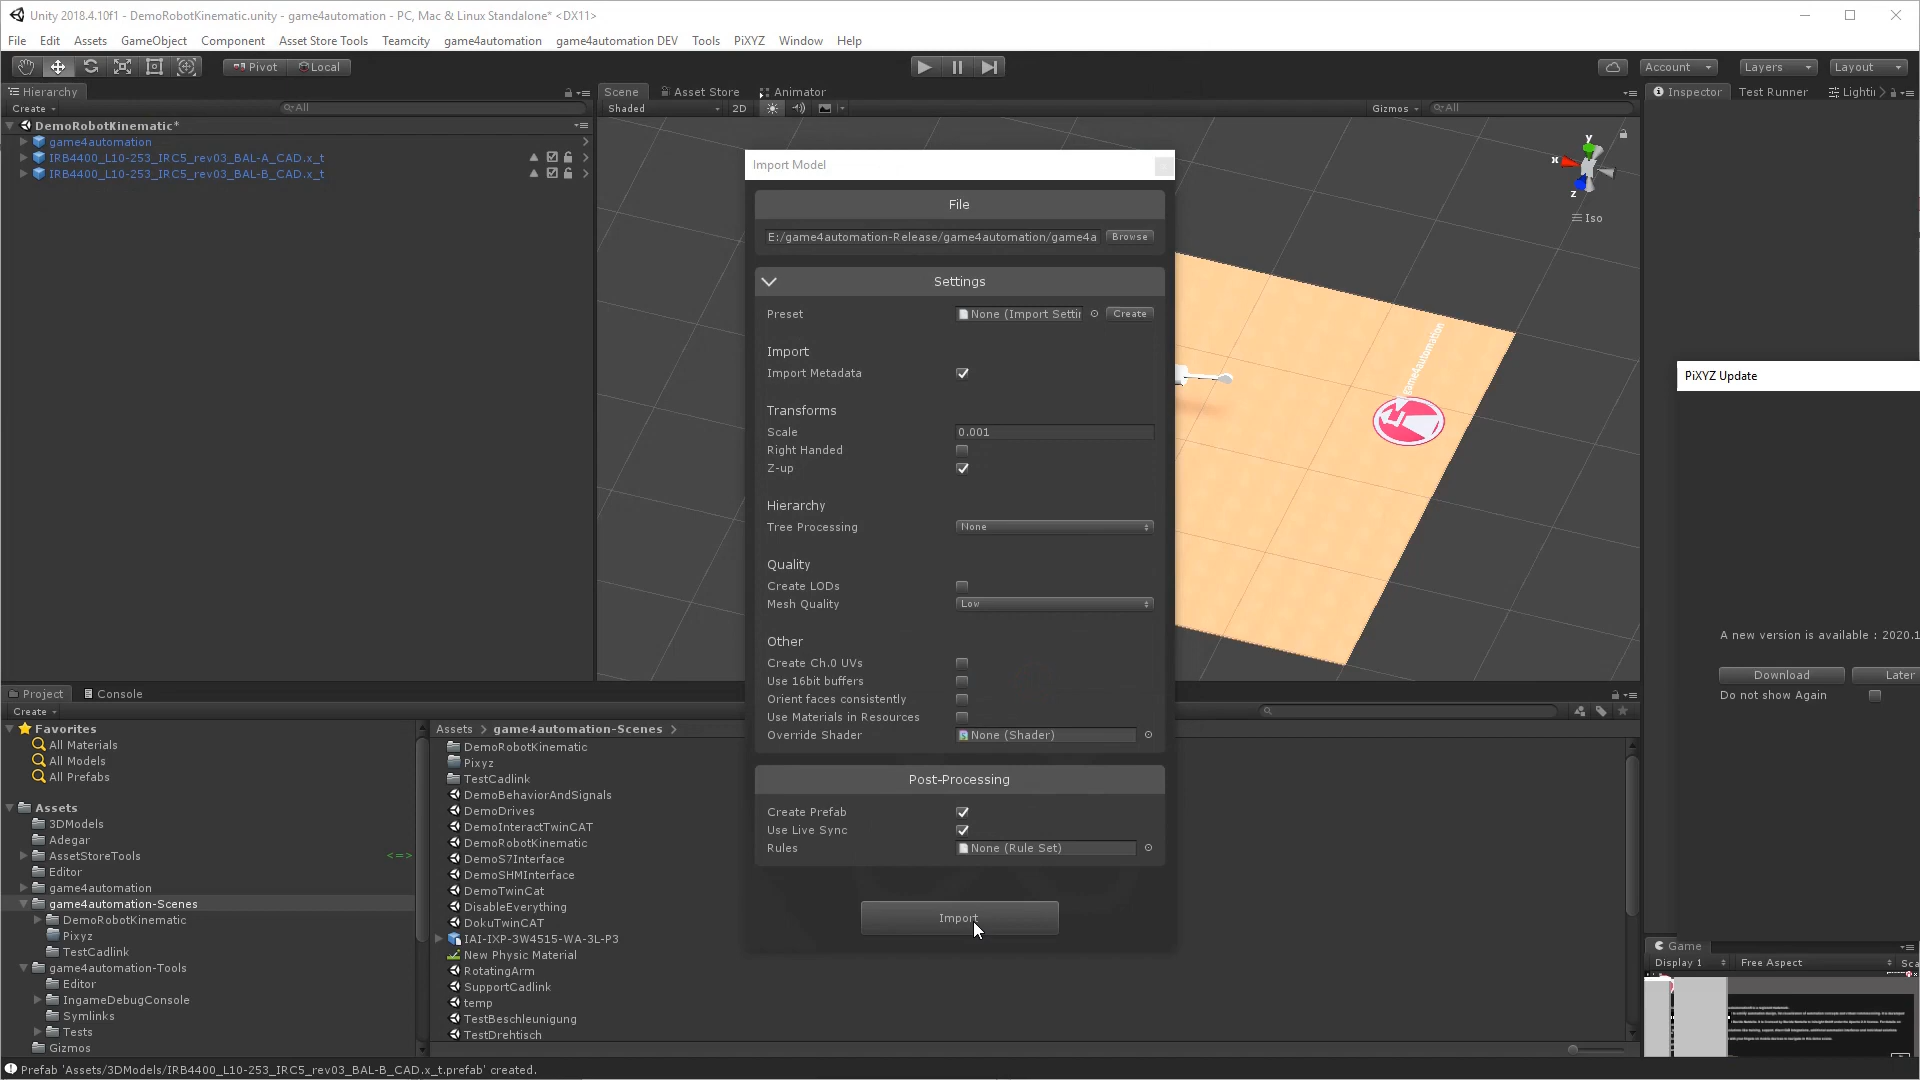 Unity 2018.4.10f1 - DemoRobotKinematic.unity - game4automation - PC, Mac & Linux Standalone* <DX11>
File Edit Assets GameObject Component Asset Store Tools Teamcity game4automation game4automation DEV Tools PiXYZ Window Help
Pivot Local Account Layers Layout
Hierarchy
Create All
DemoRobotKinematic*
game4automation
IRB4400_L10-253_IRC5_rev03_BAL-A_CAD.x_t
IRB4400_L10-253_IRC5_rev03_BAL-B_CAD.x_t
Scene Asset Store Animator
Shaded 2D Gizmos All
y
x
z
Iso
game4automation
Inspector Test Runner Lightin
Import Model
File
E:/game4automation-Release/game4automation/game4a Browse
Settings
Preset None (Import Settin Create
Import
Import Metadata
Transforms
Scale 0.001
Right Handed
Z-up
Hierarchy
Tree Processing None
Quality
Create LODs
Mesh Quality Low
Other
Create Ch.0 UVs
Use 16bit buffers
Orient faces consistently
Use Materials in Resources
Override Shader None (Shader)
Post-Processing
Create Prefab
Use Live Sync
Rules None (Rule Set)
Import
PiXYZ Update
A new version is available : 2020.1
Download Later
Do not show Again
Project Console
Create
Favorites
All Materials
All Models
All Prefabs
Assets
3DModels
Adegar
AssetStoreTools <=>
Editor
game4automation
game4automation-Scenes
DemoRobotKinematic
Pixyz
TestCadlink
game4automation-Tools
Editor
IngameDebugConsole
Symlinks
Tests
Gizmos
Assets > game4automation-Scenes >
DemoRobotKinematic
Pixyz
TestCadlink
DemoBehaviorAndSignals
DemoDrives
DemoInteractTwinCAT
DemoRobotKinematic
DemoS7Interface
DemoSHMInterface
DemoTwinCat
DisableEverything
DokuTwinCAT
IAI-IXP-3W4515-WA-3L-P3
New Physic Material
RotatingArm
SupportCadlink
temp
TestBeschleunigung
TestDrehtisch
Game
Display 1 Free Aspect Sca
Prefab 'Assets/3DModels/IRB4400_L10-253_IRC5_rev03_BAL-B_CAD.x_t.prefab' created.